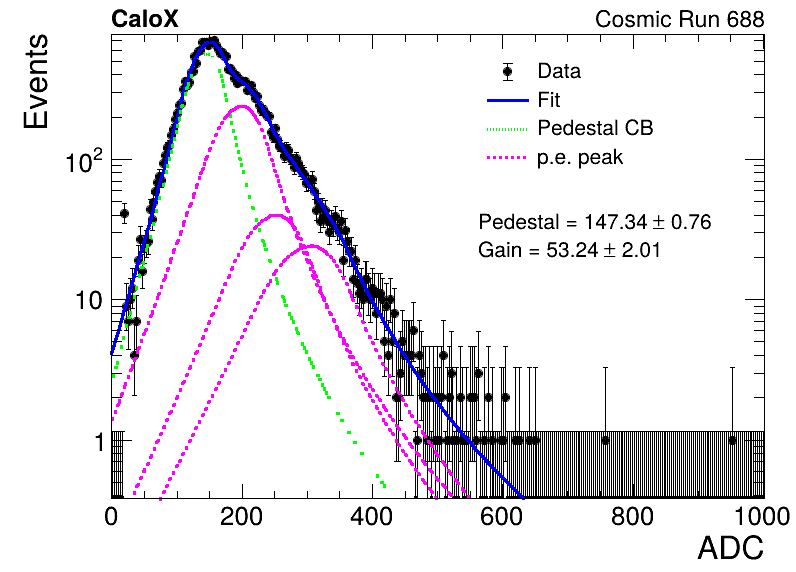 CaloX Cosmic Run 688
Events
Data
Fit
Pedestal CB
p.e. peak
Pedestal = 147.34 ± 0.76
Gain = 53.24 ± 2.01
10²
10
1
0 200 400 600 800 1000
ADC